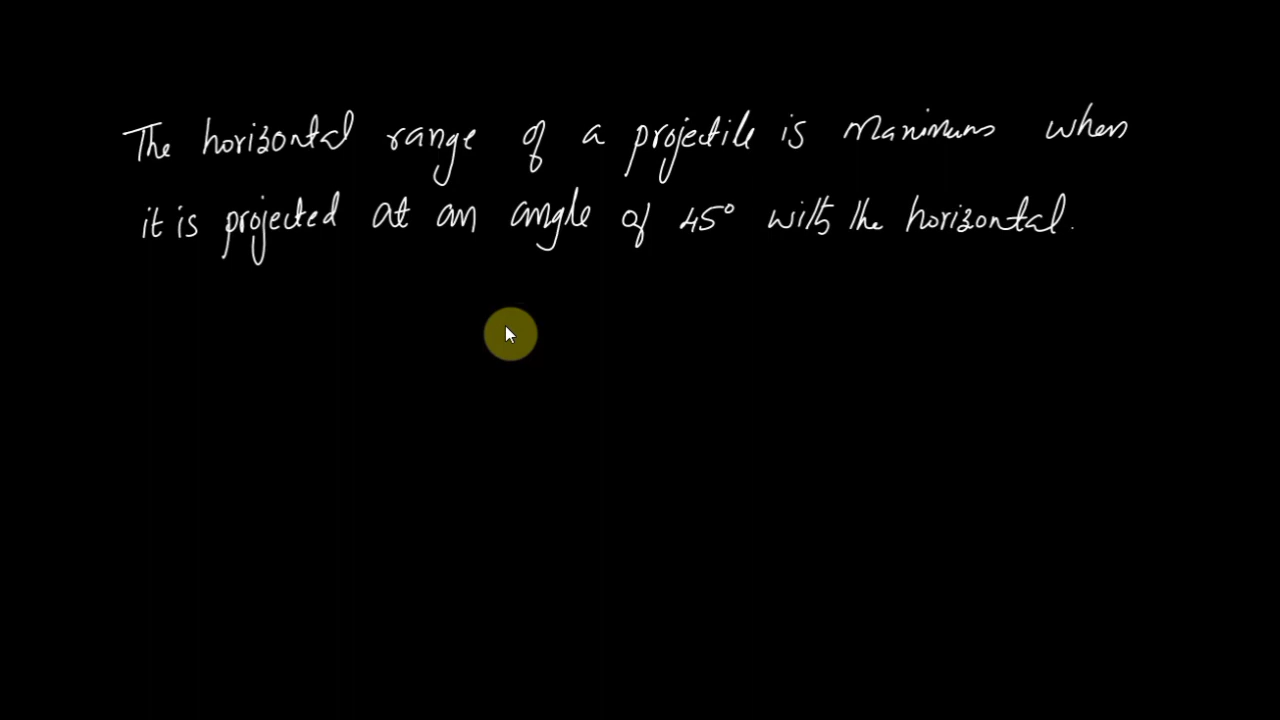 The horizontal range of a projectile is maximum when
it is projected at an angle of 45° with the horizontal.